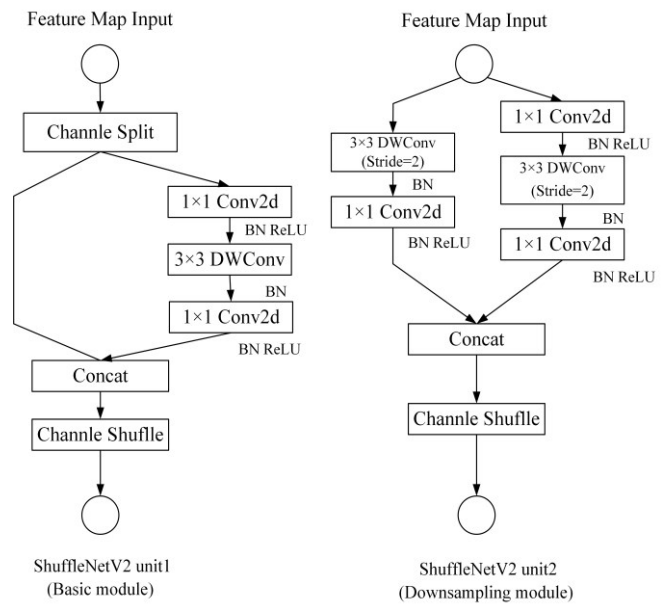 Feature Map Input
Channle Split
1×1 Conv2d
BN ReLU
3×3 DWConv
BN
1×1 Conv2d
BN ReLU
Concat
Channle Shuflle
ShuffleNetV2 unit1
(Basic module)
Feature Map Input
3×3 DWConv
(Stride=2)
BN
1×1 Conv2d
BN ReLU
1×1 Conv2d
BN ReLU
3×3 DWConv
(Stride=2)
BN
1×1 Conv2d
BN ReLU
Concat
Channle Shuflle
ShuffleNetV2 unit2
(Downsampling module)